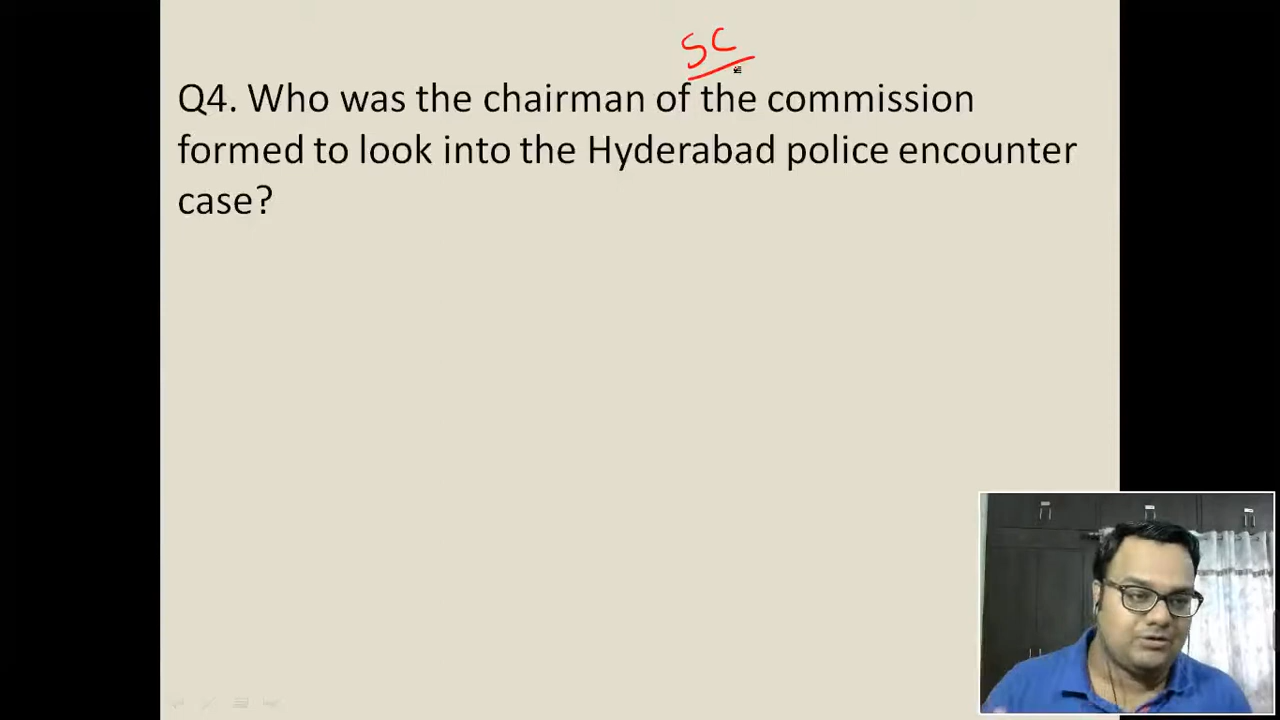 SC
Q4. Who was the chairman of the commission
formed to look into the Hyderabad police encounter
case?